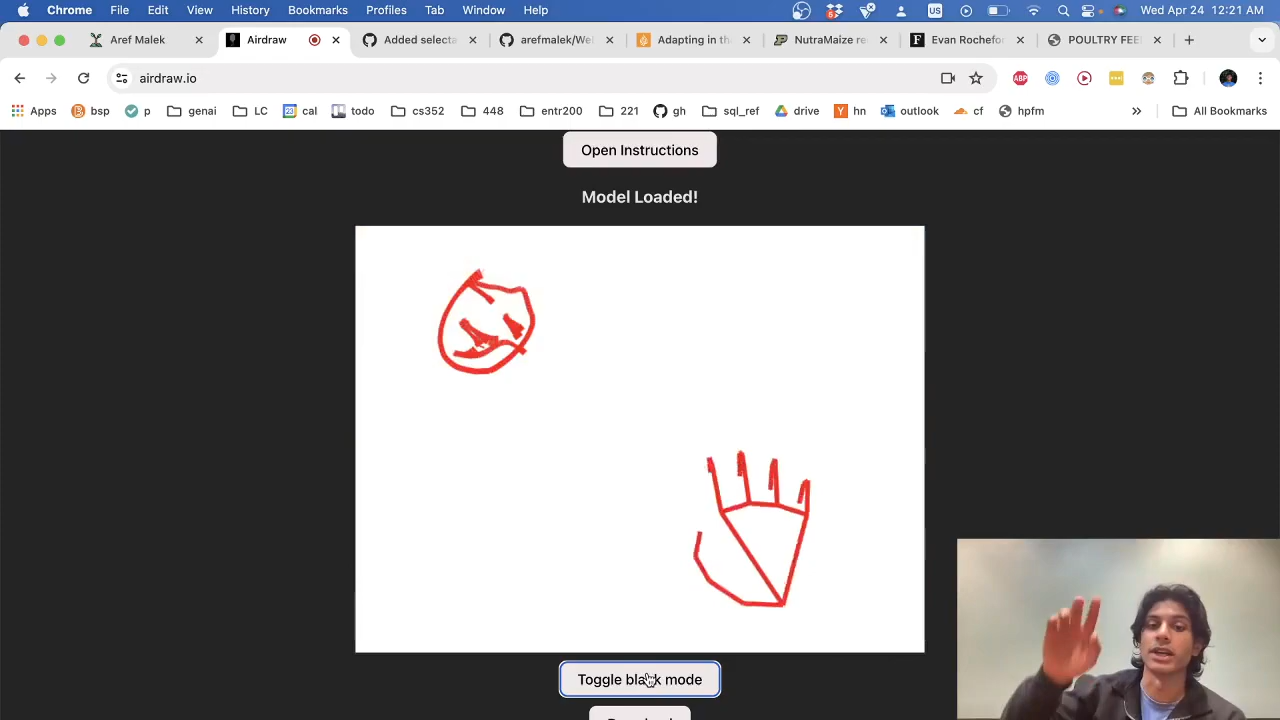 Chrome File Edit View History Bookmarks Profiles Tab Window Help US Wed Apr 24 12:21 AM
Aref Malek Airdraw Added selecta arefmalek/We Adapting in th NutraMaize re Evan Rochefo POULTRY FEE
airdraw.io ABP
Apps bsp p genai LC cal todo cs352 448 entr200 221 gh sql_ref drive hn outlook cf hpfm » All Bookmarks
Open Instructions
Model Loaded!
Toggle black mode